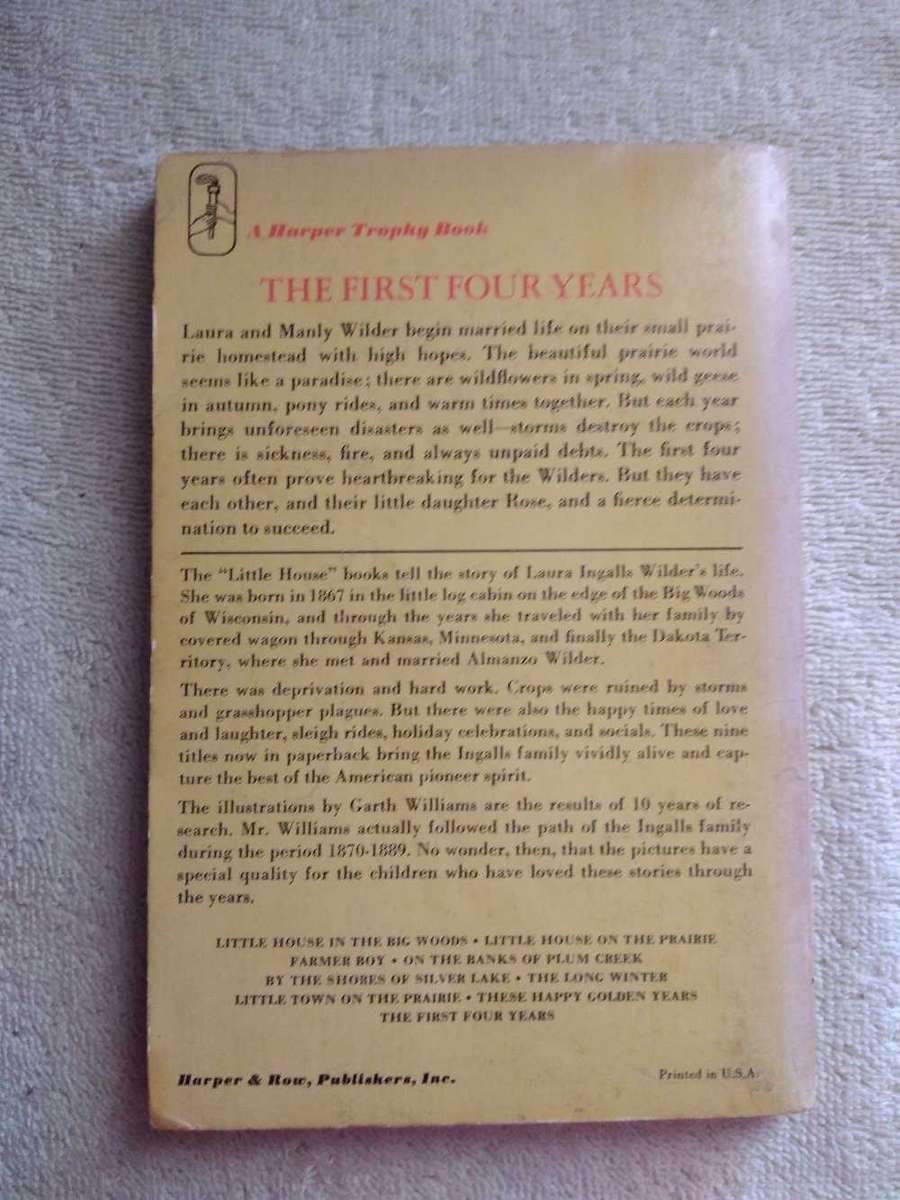 A Harper Trophy Book
THE FIRST FOUR YEARS
Laura and Manly Wilder begin married life on their small prai-
rie homestead with high hopes. The beautiful prairie world
seems like a paradise; there are wildflowers in spring, wild geese
in autumn, pony rides, and warm times together. But each year
brings unforeseen disasters as well—storms destroy the crops;
there is sickness, fire, and always unpaid debts. The first four
years often prove heartbreaking for the Wilders. But they have
each other, and their little daughter Rose, and a fierce determi-
nation to succeed.
The "Little House" books tell the story of Laura Ingalls Wilder's life.
She was born in 1867 in the little log cabin on the edge of the Big Woods
of Wisconsin, and through the years she traveled with her family by
covered wagon through Kansas, Minnesota, and finally the Dakota Ter-
ritory, where she met and married Almanzo Wilder.
There was deprivation and hard work. Crops were ruined by storms
and grasshopper plagues. But there were also the happy times of love
and laughter, sleigh rides, holiday celebrations, and socials. These nine
titles now in paperback bring the Ingalls family vividly alive and cap-
ture the best of the American pioneer spirit.
The illustrations by Garth Williams are the results of 10 years of re-
search. Mr. Williams actually followed the path of the Ingalls family
during the period 1870-1889. No wonder, then, that the pictures have a
special quality for the children who have loved these stories through
the years.
LITTLE HOUSE IN THE BIG WOODS • LITTLE HOUSE ON THE PRAIRIE
FARMER BOY • ON THE BANKS OF PLUM CREEK
BY THE SHORES OF SILVER LAKE • THE LONG WINTER
LITTLE TOWN ON THE PRAIRIE • THESE HAPPY GOLDEN YEARS
THE FIRST FOUR YEARS
Harper & Row, Publishers, Inc.
Printed in U.S.A.